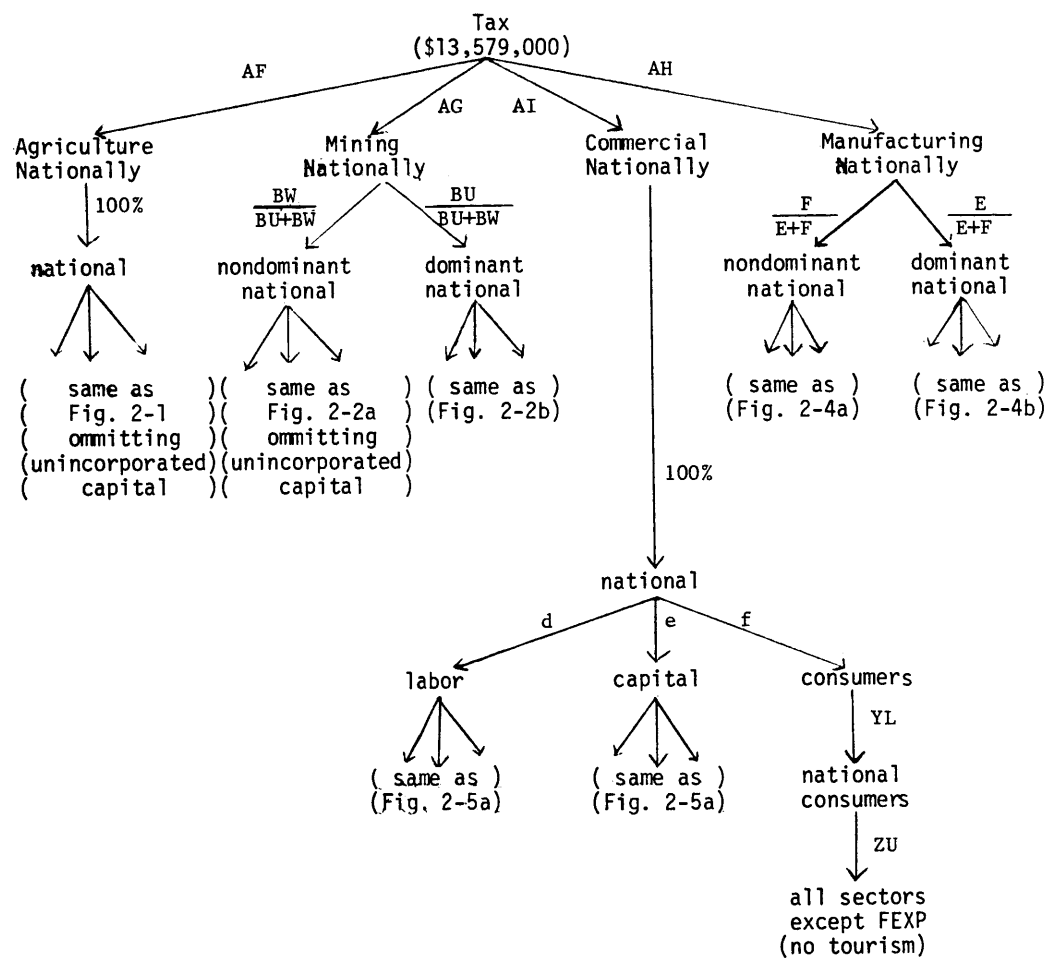 Tax
($13,579,000)
AF
AG
AI
AH
Agriculture
Nationally
Mining
Nationally
Commercial
Nationally
Manufacturing
Nationally
100%
BW
BU+BW
BU
BU+BW
F
E+F
E
E+F
national
nondominant
national
dominant
national
nondominant
national
dominant
national
( same as )
( Fig. 2-1 )
( ommitting )
(unincorporated)
( capital )
( same as )
( Fig. 2-2a )
( ommitting )
(unincorporated)
( capital )
( same as )
(Fig. 2-2b)
( same as )
(Fig. 2-4a)
( same as )
(Fig. 2-4b)
100%
national
d
e
f
labor
capital
consumers
YL
( same as )
(Fig. 2-5a)
( same as )
(Fig. 2-5a)
national
consumers
ZU
all sectors
except FEXP
(no tourism)